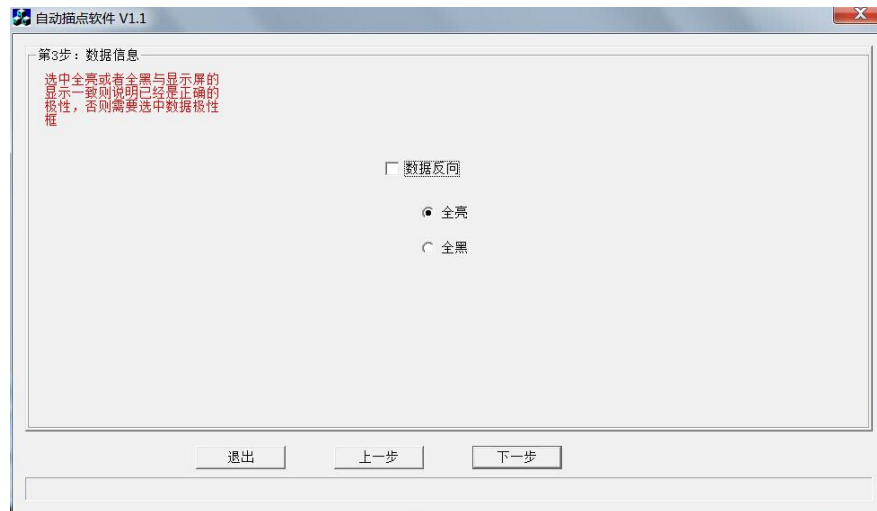 自动描点软件 V1.1
第3步：数据信息
选中全亮或者全黑与显示屏的
显示一致则说明已经是正确的
极性，否则需要选中数据极性
框
数据反向
全亮
全黑
退出 上一步 下一步